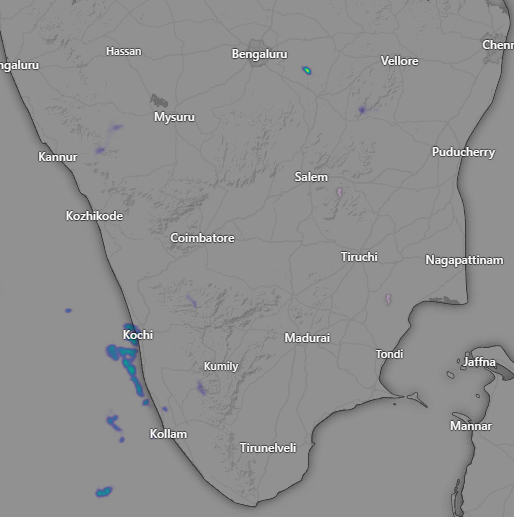 Hassan
Bengaluru
Chenn
ngaluru
Vellore
Mysuru
Kannur
Puducherry
Salem
Kozhikode
Coimbatore
Tiruchi
Nagapattinam
Kochi
Madurai
Tondi
Jaffna
Kumily
Mannar
Kollam
Tirunelveli